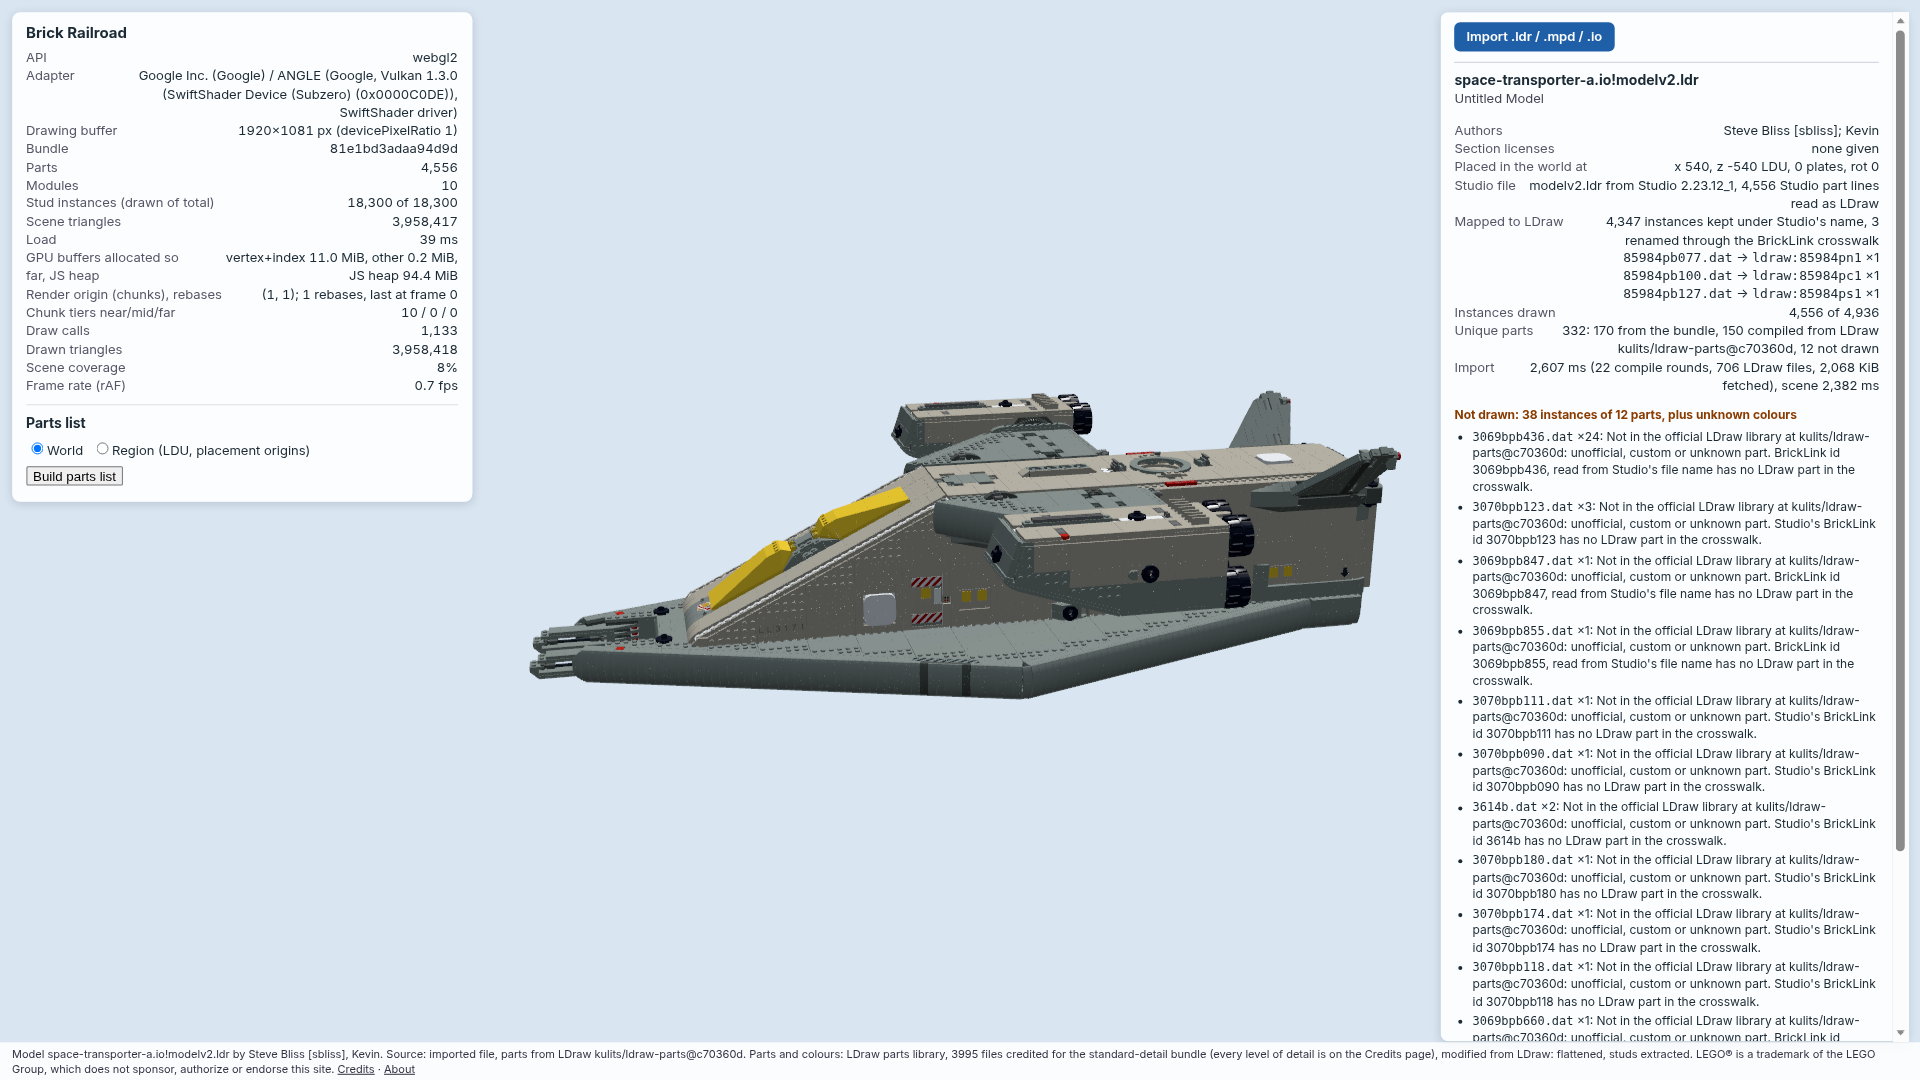 Brick Railroad
API webgl2
Adapter Google Inc. (Google) / ANGLE (Google, Vulkan 1.3.0
(SwiftShader Device (Subzero) (0x0000C0DE)),
SwiftShader driver)
Drawing buffer 1920×1081 px (devicePixelRatio 1)
Bundle 81e1bd3adaa94d9d
Parts 4,556
Modules 10
Stud instances (drawn of total) 18,300 of 18,300
Scene triangles 3,958,417
Load 39 ms
GPU buffers allocated so vertex+index 11.0 MiB, other 0.2 MiB,
far, JS heap JS heap 94.4 MiB
Render origin (chunks), rebases (1, 1); 1 rebases, last at frame 0
Chunk tiers near/mid/far 10 / 0 / 0
Draw calls 1,133
Drawn triangles 3,958,418
Scene coverage 8%
Frame rate (rAF) 0.7 fps
Parts list
World Region (LDU, placement origins)
Build parts list
Import .ldr / .mpd / .io
space-transporter-a.io!modelv2.ldr
Untitled Model
Authors Steve Bliss [sbliss]; Kevin
Section licenses none given
Placed in the world at x 540, z -540 LDU, 0 plates, rot 0
Studio file modelv2.ldr from Studio 2.23.12_1, 4,556 Studio part lines
read as LDraw
Mapped to LDraw 4,347 instances kept under Studio's name, 3
renamed through the BrickLink crosswalk
85984pb077.dat → ldraw:85984pn1 ×1
85984pb100.dat → ldraw:85984pc1 ×1
85984pb127.dat → ldraw:85984ps1 ×1
Instances drawn 4,556 of 4,936
Unique parts 332: 170 from the bundle, 150 compiled from LDraw
kulits/ldraw-parts@c70360d, 12 not drawn
Import 2,607 ms (22 compile rounds, 706 LDraw files, 2,068 KiB
fetched), scene 2,382 ms
Not drawn: 38 instances of 12 parts, plus unknown colours
• 3069bpb436.dat ×24: Not in the official LDraw library at kulits/ldraw-
parts@c70360d: unofficial, custom or unknown part. BrickLink id
3069bpb436, read from Studio's file name has no LDraw part in the
crosswalk.
• 3070bpb123.dat ×3: Not in the official LDraw library at kulits/ldraw-
parts@c70360d: unofficial, custom or unknown part. Studio's BrickLink
id 3070bpb123 has no LDraw part in the crosswalk.
• 3069bpb847.dat ×1: Not in the official LDraw library at kulits/ldraw-
parts@c70360d: unofficial, custom or unknown part. BrickLink id
3069bpb847, read from Studio's file name has no LDraw part in the
crosswalk.
• 3069bpb855.dat ×1: Not in the official LDraw library at kulits/ldraw-
parts@c70360d: unofficial, custom or unknown part. BrickLink id
3069bpb855, read from Studio's file name has no LDraw part in the
crosswalk.
• 3070bpb111.dat ×1: Not in the official LDraw library at kulits/ldraw-
parts@c70360d: unofficial, custom or unknown part. Studio's BrickLink
id 3070bpb111 has no LDraw part in the crosswalk.
• 3070bpb090.dat ×1: Not in the official LDraw library at kulits/ldraw-
parts@c70360d: unofficial, custom or unknown part. Studio's BrickLink
id 3070bpb090 has no LDraw part in the crosswalk.
• 3614b.dat ×2: Not in the official LDraw library at kulits/ldraw-
parts@c70360d: unofficial, custom or unknown part. Studio's BrickLink
id 3614b has no LDraw part in the crosswalk.
• 3070bpb180.dat ×1: Not in the official LDraw library at kulits/ldraw-
parts@c70360d: unofficial, custom or unknown part. Studio's BrickLink
id 3070bpb180 has no LDraw part in the crosswalk.
• 3070bpb174.dat ×1: Not in the official LDraw library at kulits/ldraw-
parts@c70360d: unofficial, custom or unknown part. Studio's BrickLink
id 3070bpb174 has no LDraw part in the crosswalk.
• 3070bpb118.dat ×1: Not in the official LDraw library at kulits/ldraw-
parts@c70360d: unofficial, custom or unknown part. Studio's BrickLink
id 3070bpb118 has no LDraw part in the crosswalk.
• 3069bpb660.dat ×1: Not in the official LDraw library at kulits/ldraw-
parts@c70360d: unofficial, custom or unknown part. BrickLink id
Model space-transporter-a.io!modelv2.ldr by Steve Bliss [sbliss], Kevin. Source: imported file, parts from LDraw kulits/ldraw-parts@c70360d. Parts and colours: LDraw parts library, 3995 files credited for the standard-detail bundle (every level of detail is on the Credits page), modified from LDraw: flattened, studs extracted. LEGO® is a trademark of the LEGO
Group, which does not sponsor, authorize or endorse this site. Credits · About